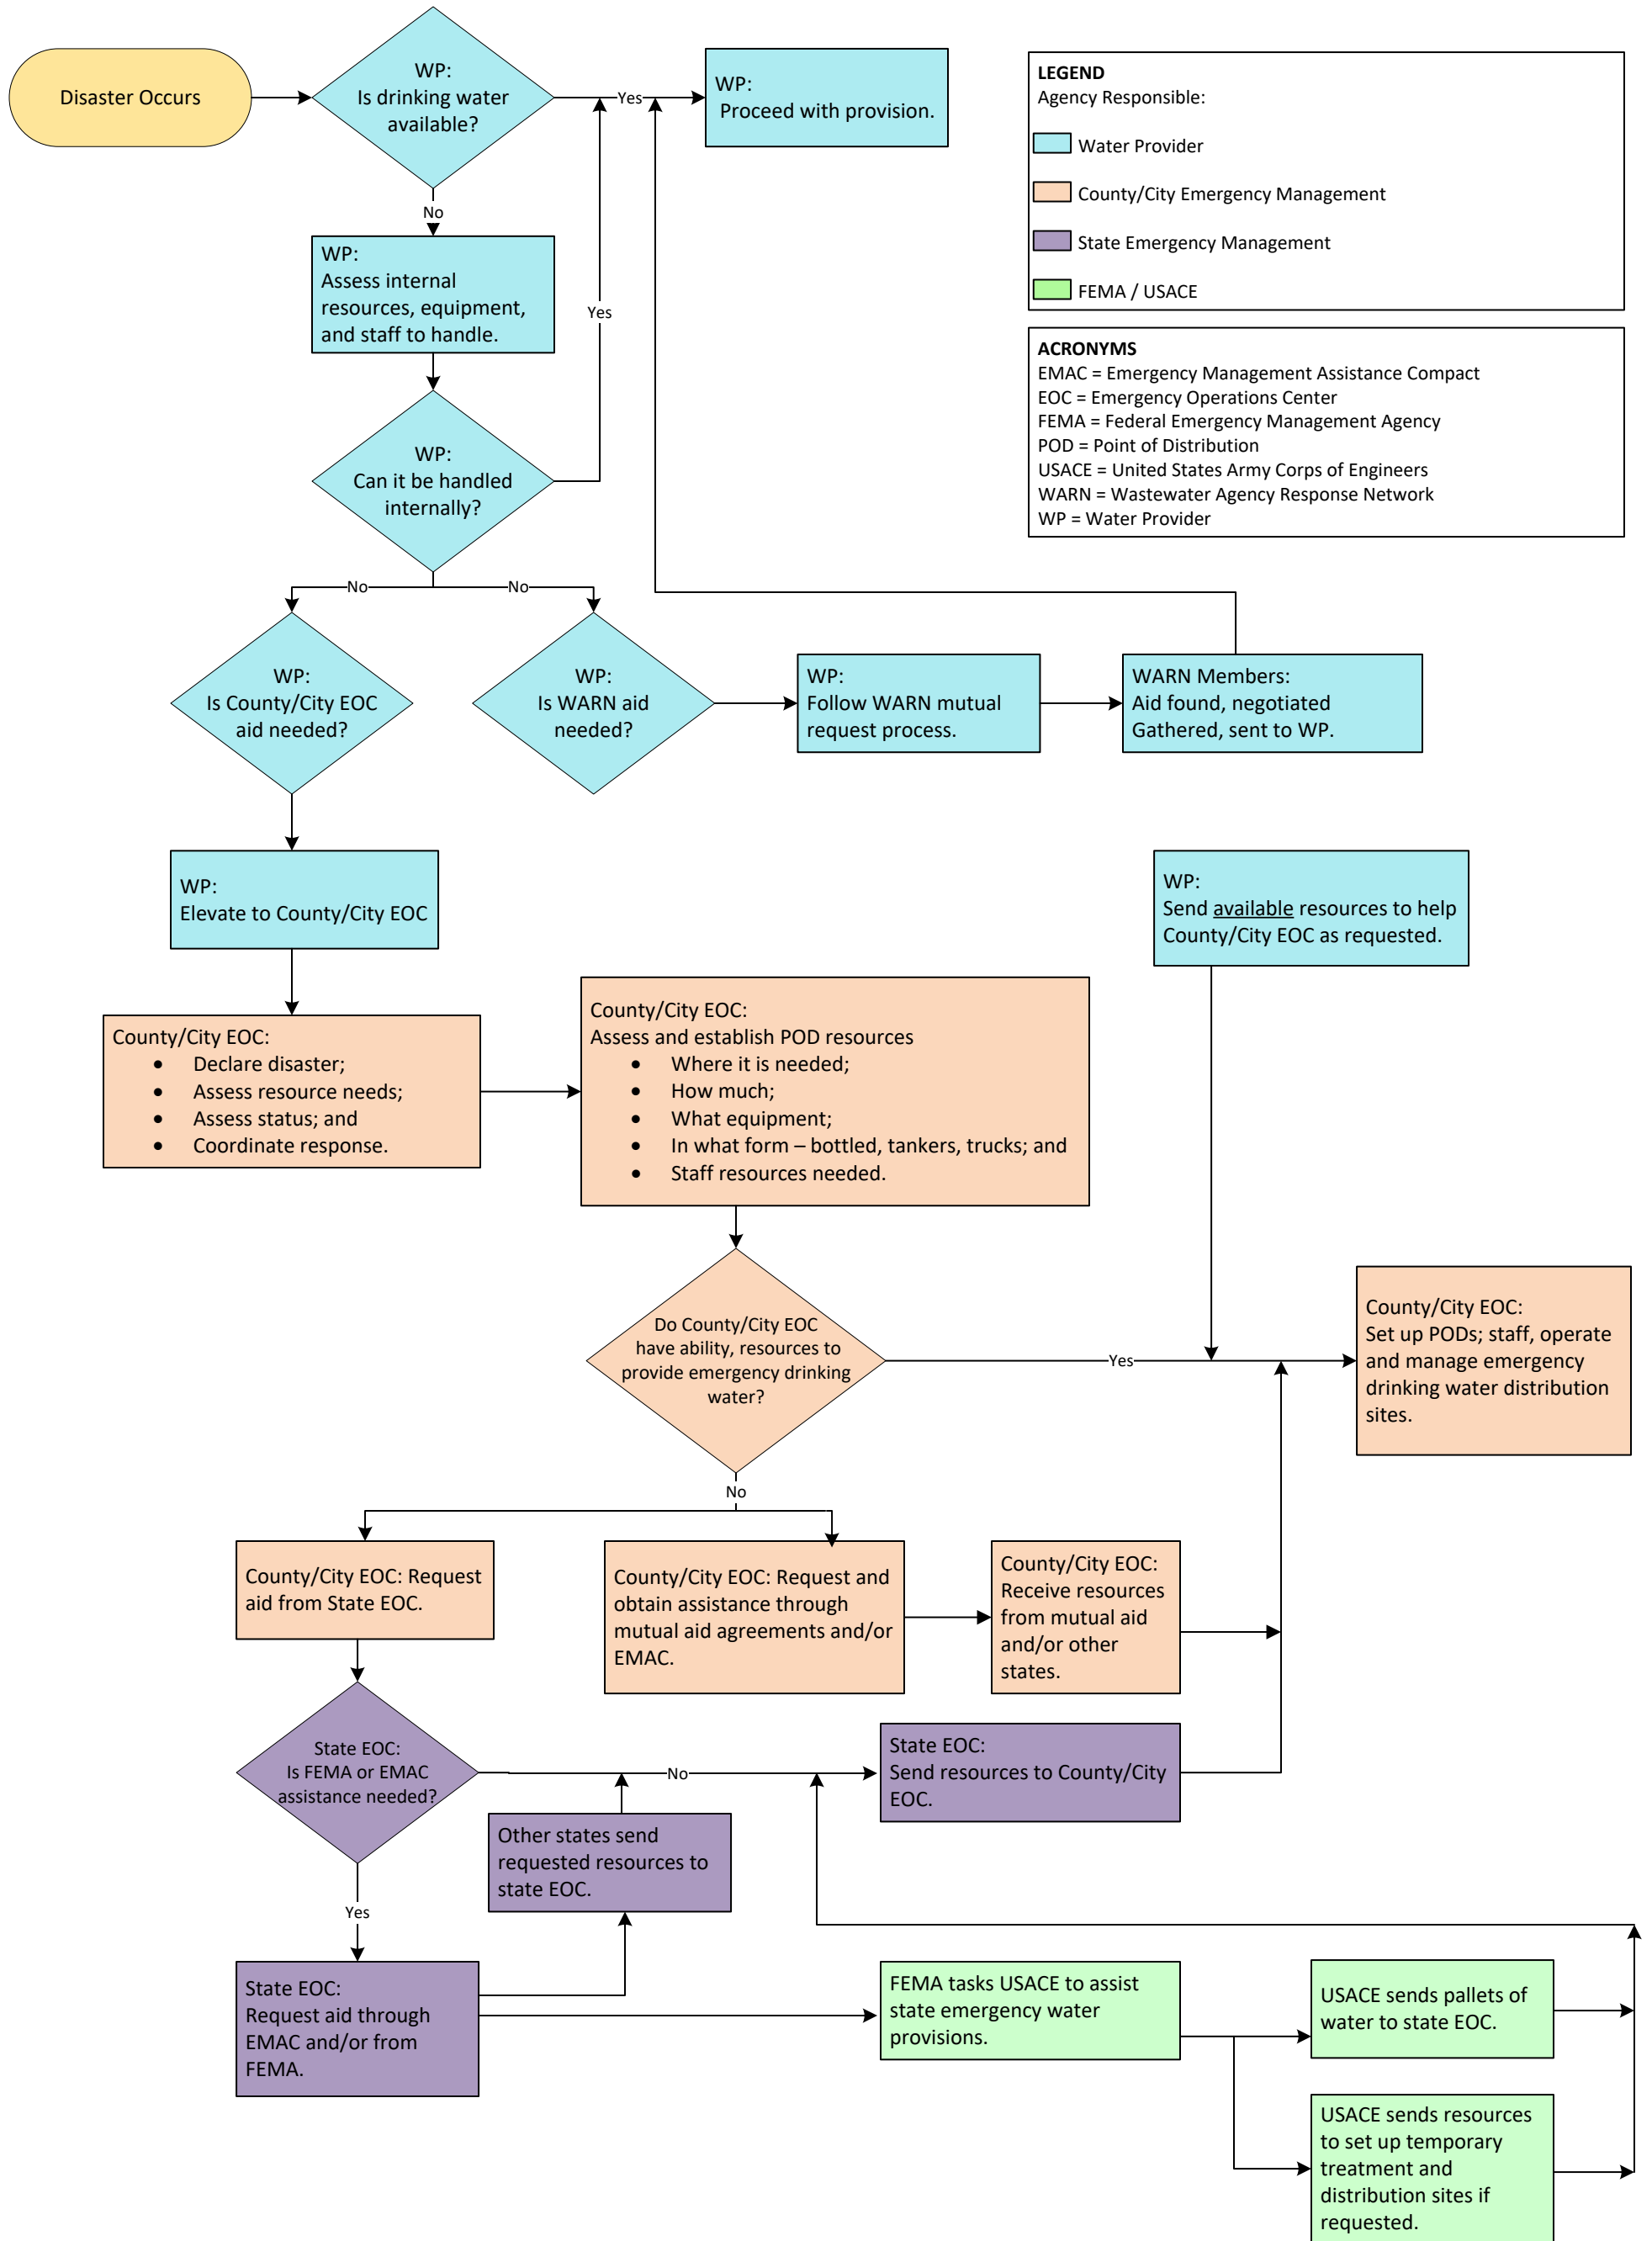 Disaster Occurs
WP:
Is drinking water
available?
Yes
WP:
Proceed with provision.
LEGEND
Agency Responsible:
Water Provider
County/City Emergency Management
State Emergency Management
FEMA / USACE
No
WP:
Assess internal
resources, equipment,
and staff to handle.
Yes
ACRONYMS
EMAC = Emergency Management Assistance Compact
EOC = Emergency Operations Center
FEMA = Federal Emergency Management Agency
POD = Point of Distribution
USACE = United States Army Corps of Engineers
WARN = Wastewater Agency Response Network
WP = Water Provider
WP:
Can it be handled
internally?
No
No
WP:
Is County/City EOC
aid needed?
WP:
Is WARN aid
needed?
WP:
Follow WARN mutual
request process.
WARN Members:
Aid found, negotiated
Gathered, sent to WP.
WP:
Elevate to County/City EOC
WP:
Send available resources to help
County/City EOC as requested.
County/City EOC:
• Declare disaster;
• Assess resource needs;
• Assess status; and
• Coordinate response.
County/City EOC:
Assess and establish POD resources
• Where it is needed;
• How much;
• What equipment;
• In what form – bottled, tankers, trucks; and
• Staff resources needed.
Do County/City EOC
have ability, resources to
provide emergency drinking
water?
Yes
County/City EOC:
Set up PODs; staff, operate
and manage emergency
drinking water distribution
sites.
No
County/City EOC: Request
aid from State EOC.
County/City EOC: Request and
obtain assistance through
mutual aid agreements and/or
EMAC.
County/City EOC:
Receive resources
from mutual aid
and/or other
states.
State EOC:
Is FEMA or EMAC
assistance needed?
No
State EOC:
Send resources to County/City
EOC.
Other states send
requested resources to
state EOC.
Yes
State EOC:
Request aid through
EMAC and/or from
FEMA.
FEMA tasks USACE to assist
state emergency water
provisions.
USACE sends pallets of
water to state EOC.
USACE sends resources
to set up temporary
treatment and
distribution sites if
requested.